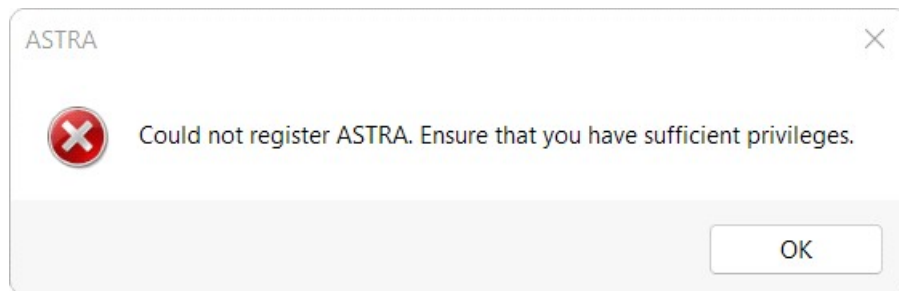 ASTRA
Could not register ASTRA. Ensure that you have sufficient privileges.
OK